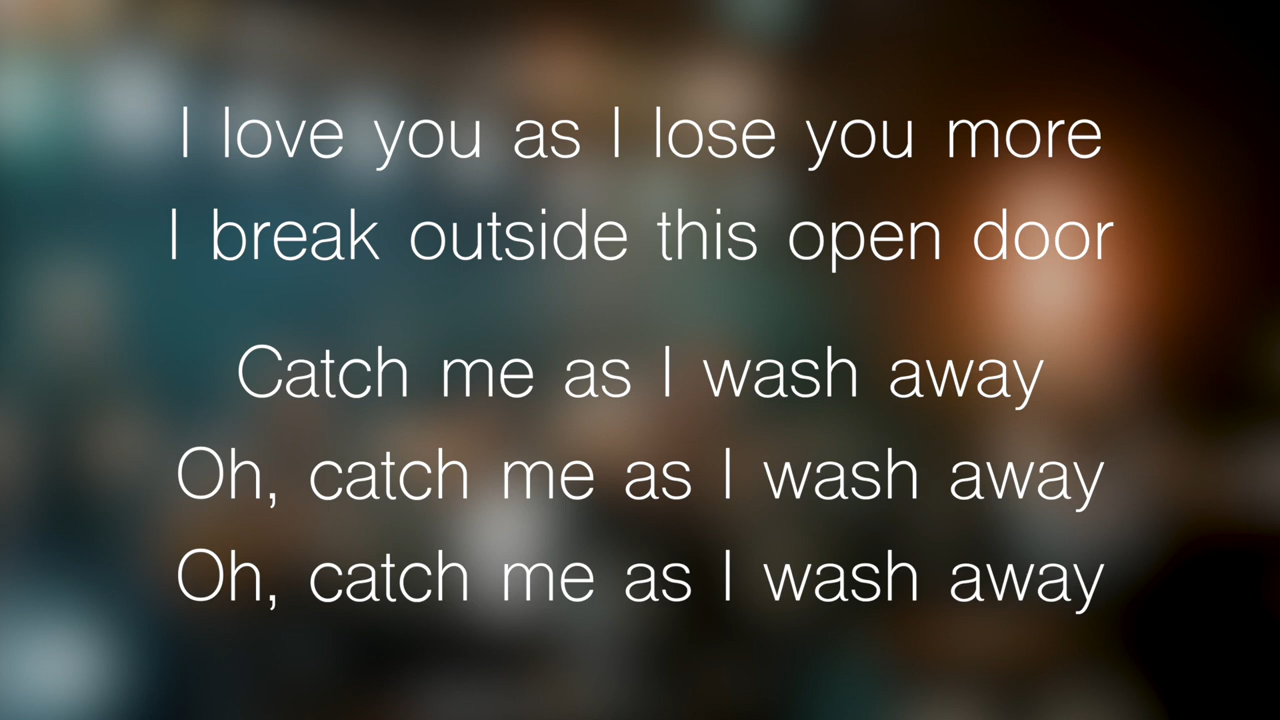 I love you as I lose you more
I break outside this open door
Catch me as I wash away
Oh, catch me as I wash away
Oh, catch me as I wash away